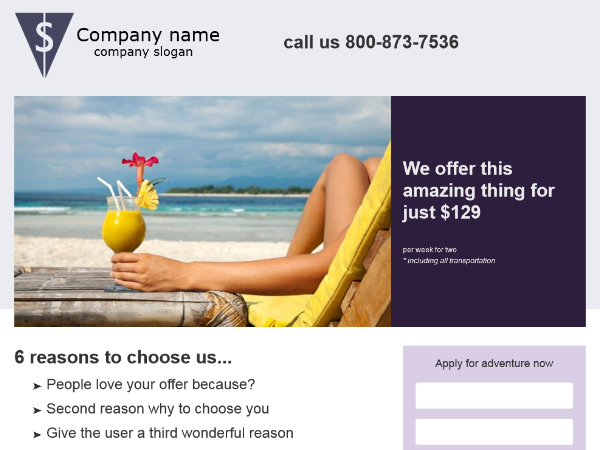 $
Company name
company slogan
call us 800-873-7536
We offer this
amazing thing for
just $129
per week for two
* including all transportation
6 reasons to choose us...
People love your offer because?
Second reason why to choose you
Give the user a third wonderful reason
Apply for adventure now